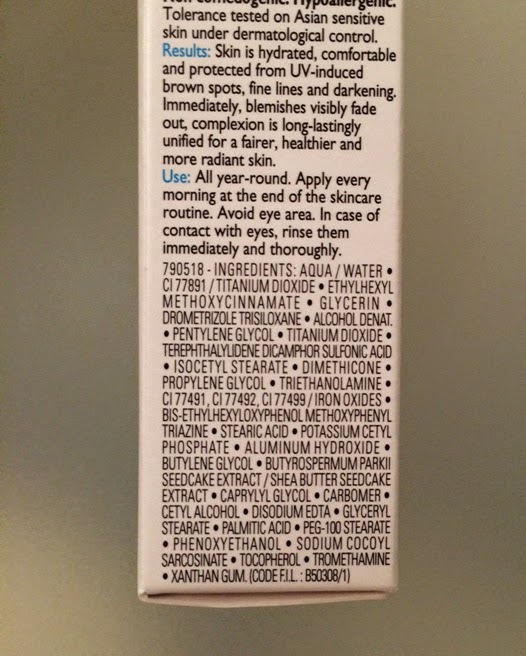 Non-comedogenic. Hypoallergenic.
Tolerance tested on Asian sensitive
skin under dermatological control.
Results: Skin is hydrated, comfortable
and protected from UV-induced
brown spots, fine lines and darkening.
Immediately, blemishes visibly fade
out, complexion is long-lastingly
unified for a fairer, healthier and
more radiant skin.
Use: All year-round. Apply every
morning at the end of the skincare
routine. Avoid eye area. In case of
contact with eyes, rinse them
immediately and thoroughly.
790518 - INGREDIENTS: AQUA / WATER •
CI 77891 / TITANIUM DIOXIDE • ETHYLHEXYL
METHOXYCINNAMATE • GLYCERIN •
DROMETRIZOLE TRISILOXANE • ALCOHOL DENAT.
• PENTYLENE GLYCOL • TITANIUM DIOXIDE •
TEREPHTHALYLIDENE DICAMPHOR SULFONIC ACID
• ISOCETYL STEARATE • DIMETHICONE •
PROPYLENE GLYCOL • TRIETHANOLAMINE •
CI 77491, CI 77492, CI 77499 / IRON OXIDES •
BIS-ETHYLHEXYLOXYPHENOL METHOXYPHENYL
TRIAZINE • STEARIC ACID • POTASSIUM CETYL
PHOSPHATE • ALUMINUM HYDROXIDE •
BUTYLENE GLYCOL • BUTYROSPERMUM PARKII
SEEDCAKE EXTRACT / SHEA BUTTER SEEDCAKE
EXTRACT • CAPRYLYL GLYCOL • CARBOMER •
CETYL ALCOHOL • DISODIUM EDTA • GLYCERYL
STEARATE • PALMITIC ACID • PEG-100 STEARATE
• PHENOXYETHANOL • SODIUM COCOYL
SARCOSINATE • TOCOPHEROL • TROMETHAMINE
• XANTHAN GUM. (CODE F.I.L. : B50308/1)